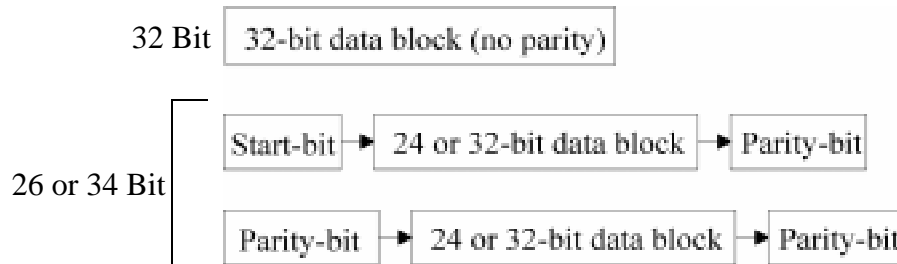 32 Bit 32-bit data block (no parity)
Start-bit 24 or 32-bit data block Parity-bit
26 or 34 Bit
Parity-bit 24 or 32-bit data block Parity-bit